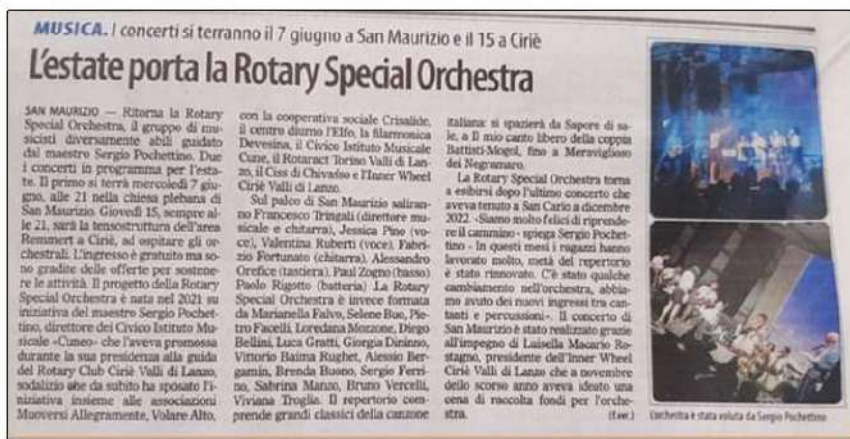 MUSICA. I concerti si terranno il 7 giugno a San Maurizio e il 15 a Ciriè
L'estate porta la Rotary Special Orchestra
SAN MAURIZIO — Ritorna la Rotary
Special Orchestra, il gruppo di mu-
sicisti diversamente abili guidato
dal maestro Sergio Pochettino. Due
i concerti in programma per l'esta-
te. Il primo si terrà mercoledì 7 giu-
gno, alle 21 nella chiesa plebana di
San Maurizio. Giovedì 15, sempre al-
le 21, sarà la tensostruttura dell'area
Remmert a Ciriè, ad ospitare gli or-
chestrali. L'ingresso è gratuito ma so-
no gradite delle offerte per sostene-
re le attività. Il progetto della Rotary
Special Orchestra è nata nel 2021 su
iniziativa del maestro Sergio Pochet-
tino, direttore del Civico Istituto Mu-
sicale «Cuneo» che l'aveva promossa
durante la sua presidenza alla guida
del Rotary Club Ciriè Valli di Lanzo,
sodalizio che da subito ha sposato l'i-
niziativa insieme alle associazioni
Muoversi Allegramente, Volare Alto,
con la cooperativa sociale Crisalide,
il centro diurno l'Elfo, la filarmonica
Devesina, il Civico Istituto Musicale
Cune, il Rotaract Torino Valli di Lan-
zo, il Ciss di Chivasso e l'Inner Wheel
Ciriè Valli di Lanzo.
Sul palco di San Maurizio saliran-
no Francesco Tringali (direttore mu-
sicale e chitarra), Jessica Pino (vo-
ce), Valentina Ruberti (voce), Fabri-
zio Fortunato (chitarra), Alessandro
Orefice (tastiera), Paul Zogno (basso)
Paolo Rigotto (batteria). La Rotary
Special Orchestra è invece formata
da Marianella Falvo, Selene Buo, Pie-
tro Facelli, Loredana Morzone, Diego
Bellini, Luca Gratti, Giorgia Dininno,
Vittorio Baima Rughet, Alessio Ber-
gamin, Brenda Buono, Sergio Ferri-
no, Sabrina Manzo, Bruno Vercelli,
Viviana Troglia. Il repertorio com-
prende grandi classici della canzone
italiana: si spazierà da Sapore di sa-
le, a Il mio canto libero della coppia
Battisti-Mogol, fino a Meraviglioso
dei Negramaro.
La Rotary Special Orchestra torna
a esibirsi dopo l'ultimo concerto che
aveva tenuto a San Carlo a dicembre
2022. «Siamo molto felici di riprende-
re il cammino - spiega Sergio Pochet-
tino - In questi mesi i ragazzi hanno
lavorato molto, metà del repertorio
è stato rinnovato. C'è stato qualche
cambiamento nell'orchestra, abbia-
mo avuto dei nuovi ingressi tra can-
tanti e percussioni». Il concerto di
San Maurizio è stato realizzato grazie
all'impegno di Luisella Macario Ro-
stagno, presidente dell'Inner Wheel
Ciriè Valli di Lanzo che a novembre
dello scorso anno aveva ideato una
cena di raccolta fondi per l'orche-
stra.
L'orchestra è stata voluta da Sergio Pochettino